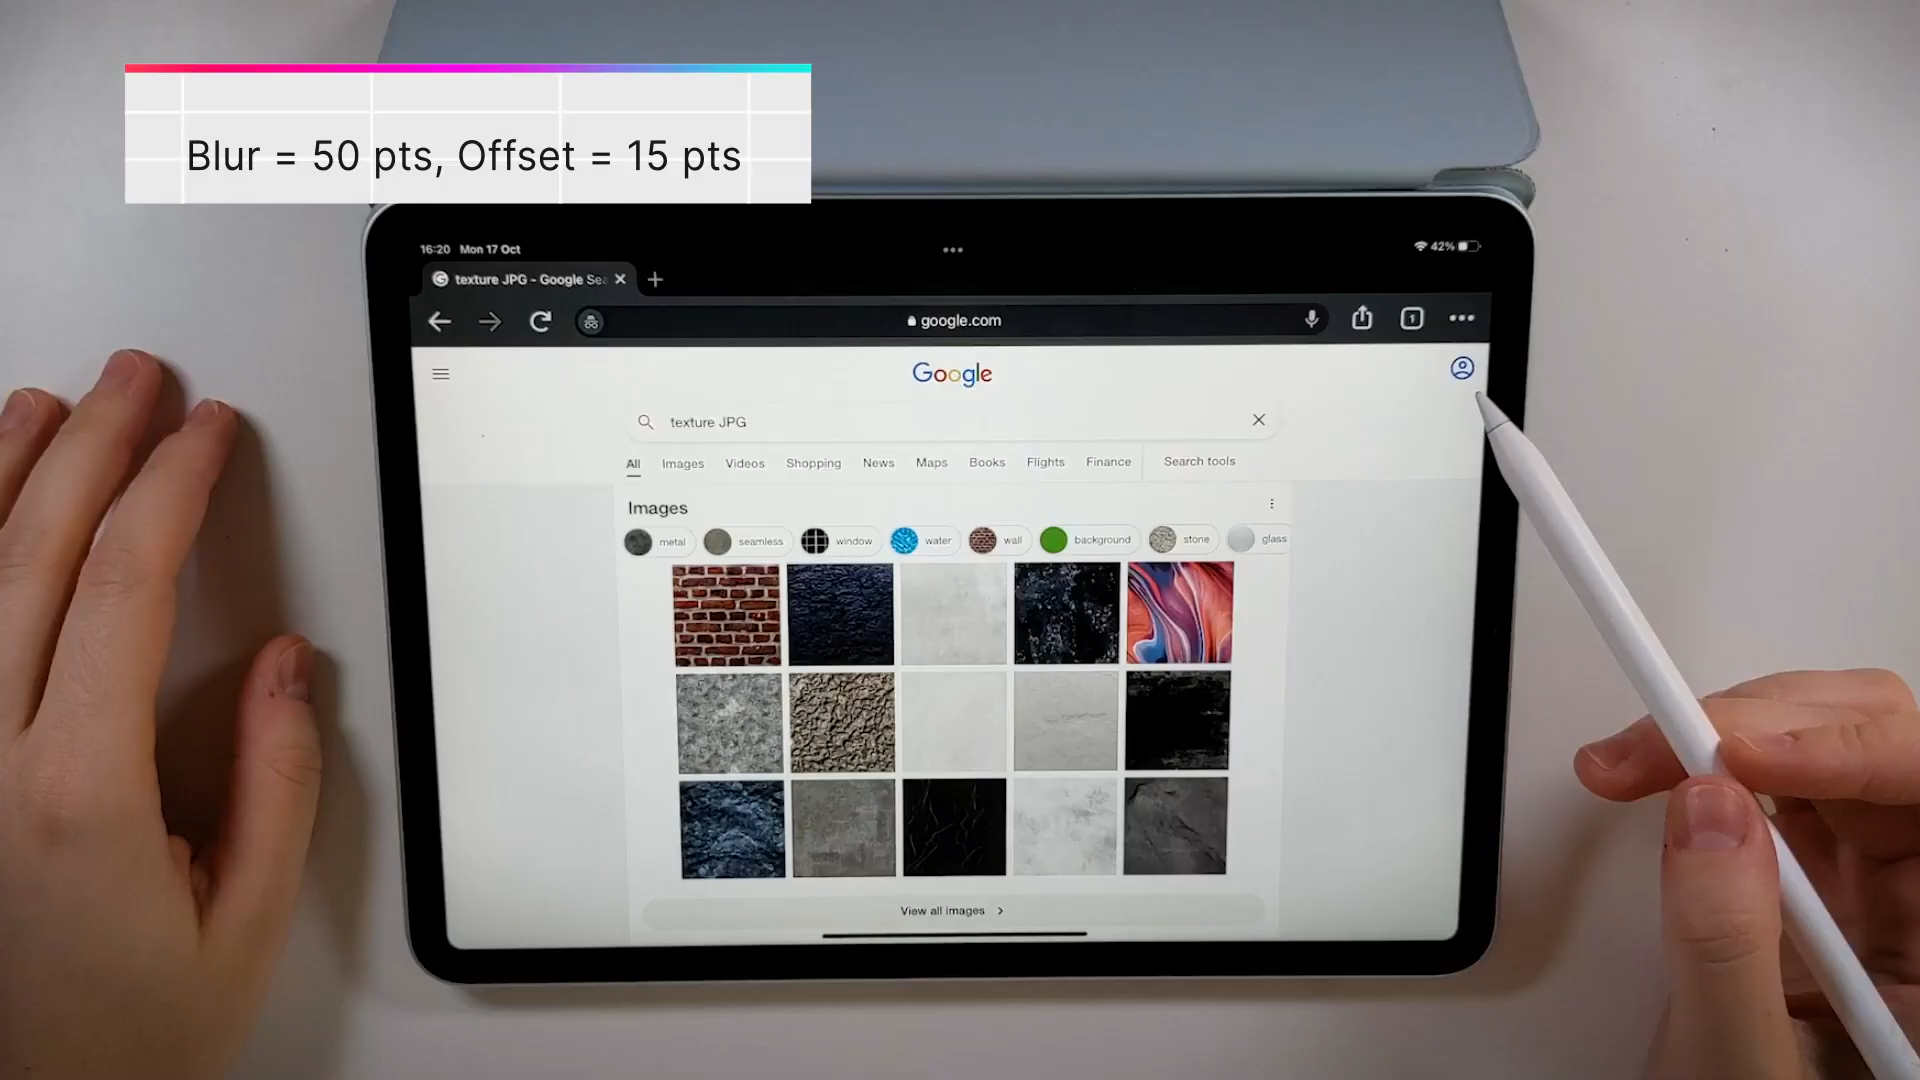 Blur = 50 pts, Offset = 15 pts
16:20 Mon 17 Oct
42%
texture JPG - Google Sea
google.com
1
Google
texture JPG
All Images Videos Shopping News Maps Books Flights Finance Search tools
Images
metal seamless window water wall background stone glass
View all images